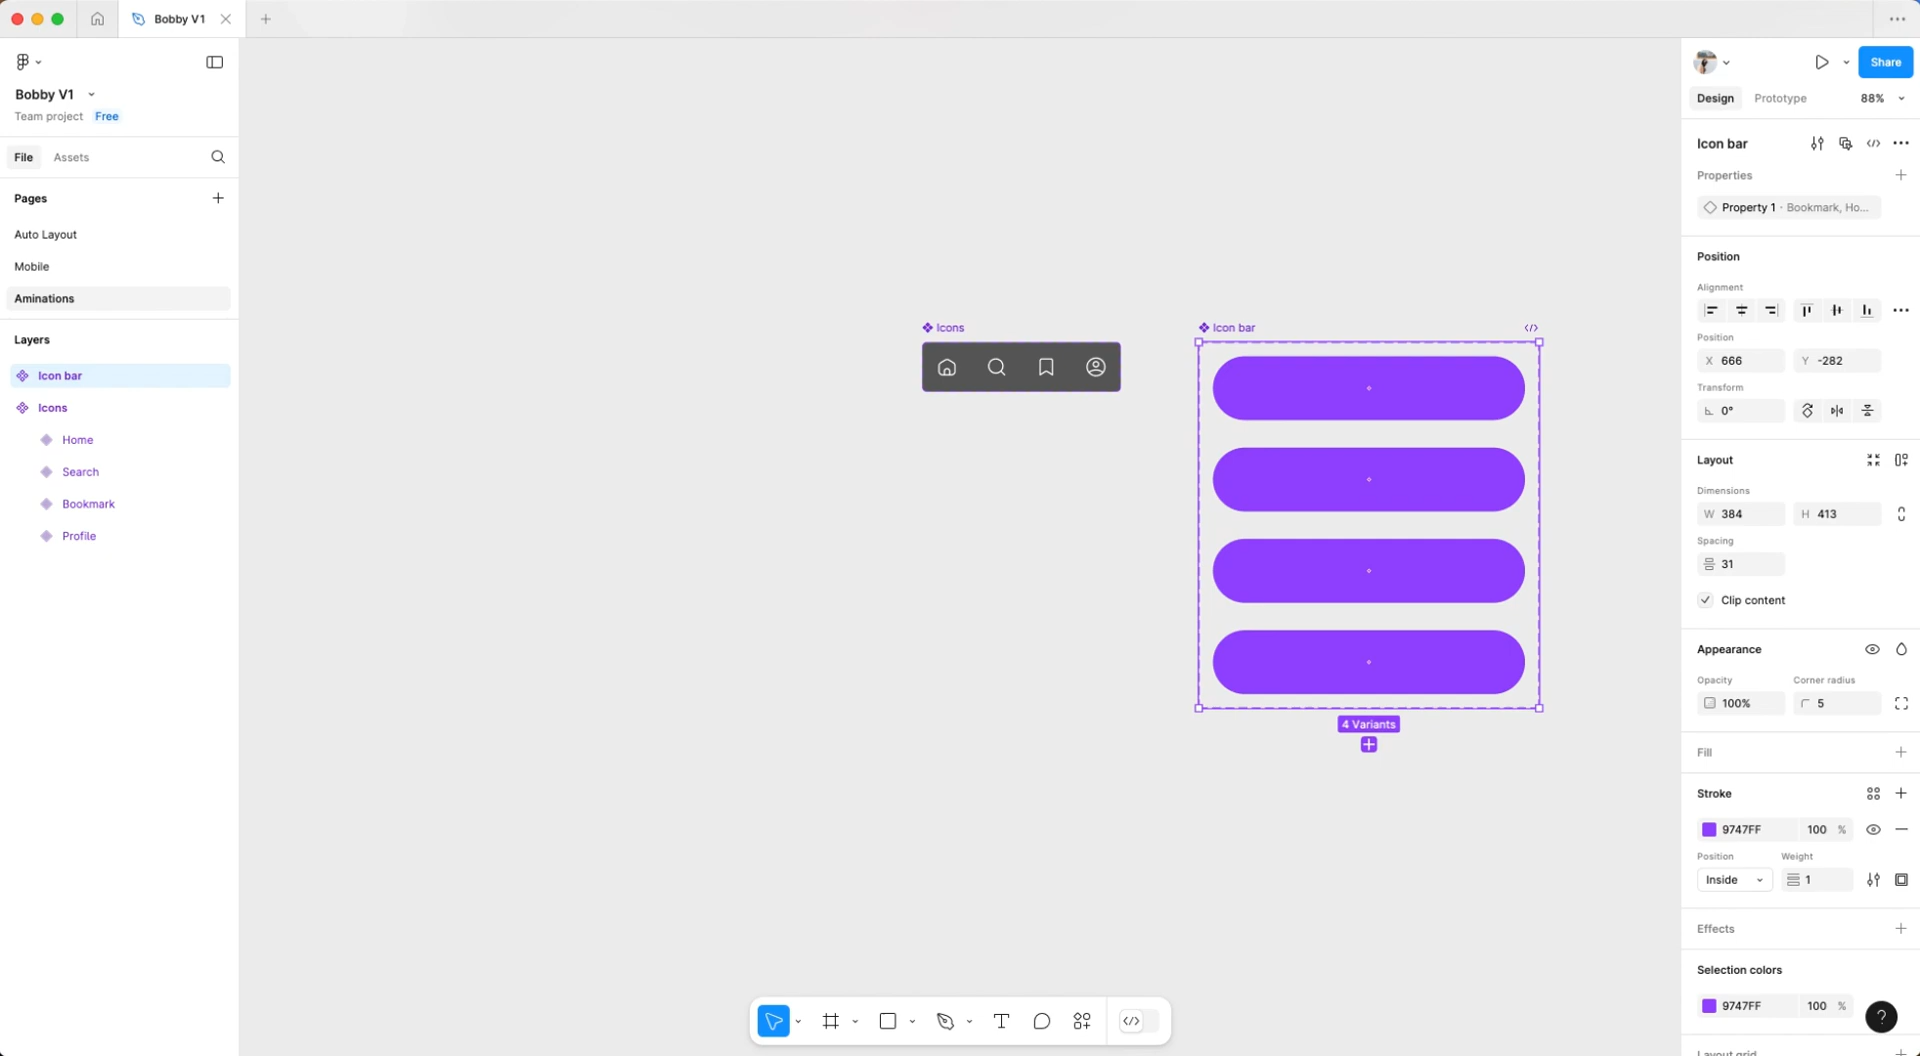 Bobby V1
Bobby V1
Team project Free
File Assets
Pages
Auto Layout
Mobile
Aminations
Layers
Icon bar
Icons
Home
Search
Bookmark
Profile
Icons
Icon bar
4 Variants
Share
Design Prototype 88%
Icon bar
Properties
Property 1 · Bookmark, Ho...
Position
Alignment
Position
X 666 Y -282
Transform
0°
Layout
Dimensions
W 384 H 413
Spacing
31
Clip content
Appearance
Opacity Corner radius
100% 5
Fill
Stroke
9747FF 100 %
Position Weight
Inside 1
Effects
Selection colors
9747FF 100 %
?
Layout grid